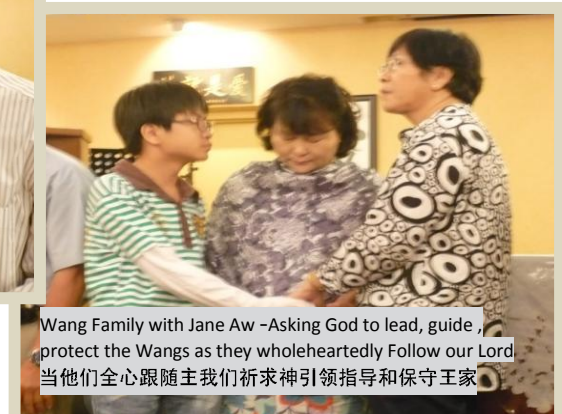 Wang Family with Jane Aw –Asking God to lead, guide ,
protect the Wangs as they wholeheartedly Follow our Lord
当他们全心跟随主我们祈求神引领指导和保守王家